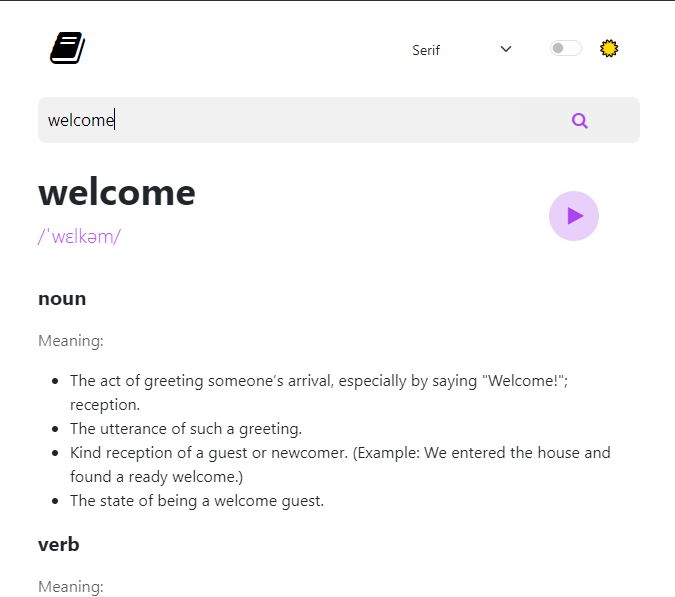 Serif
welcome
welcome
/ˈwɛlkəm/
noun
Meaning:
The act of greeting someone’s arrival, especially by saying "Welcome!";
reception.
The utterance of such a greeting.
Kind reception of a guest or newcomer. (Example: We entered the house and
found a ready welcome.)
The state of being a welcome guest.
verb
Meaning: